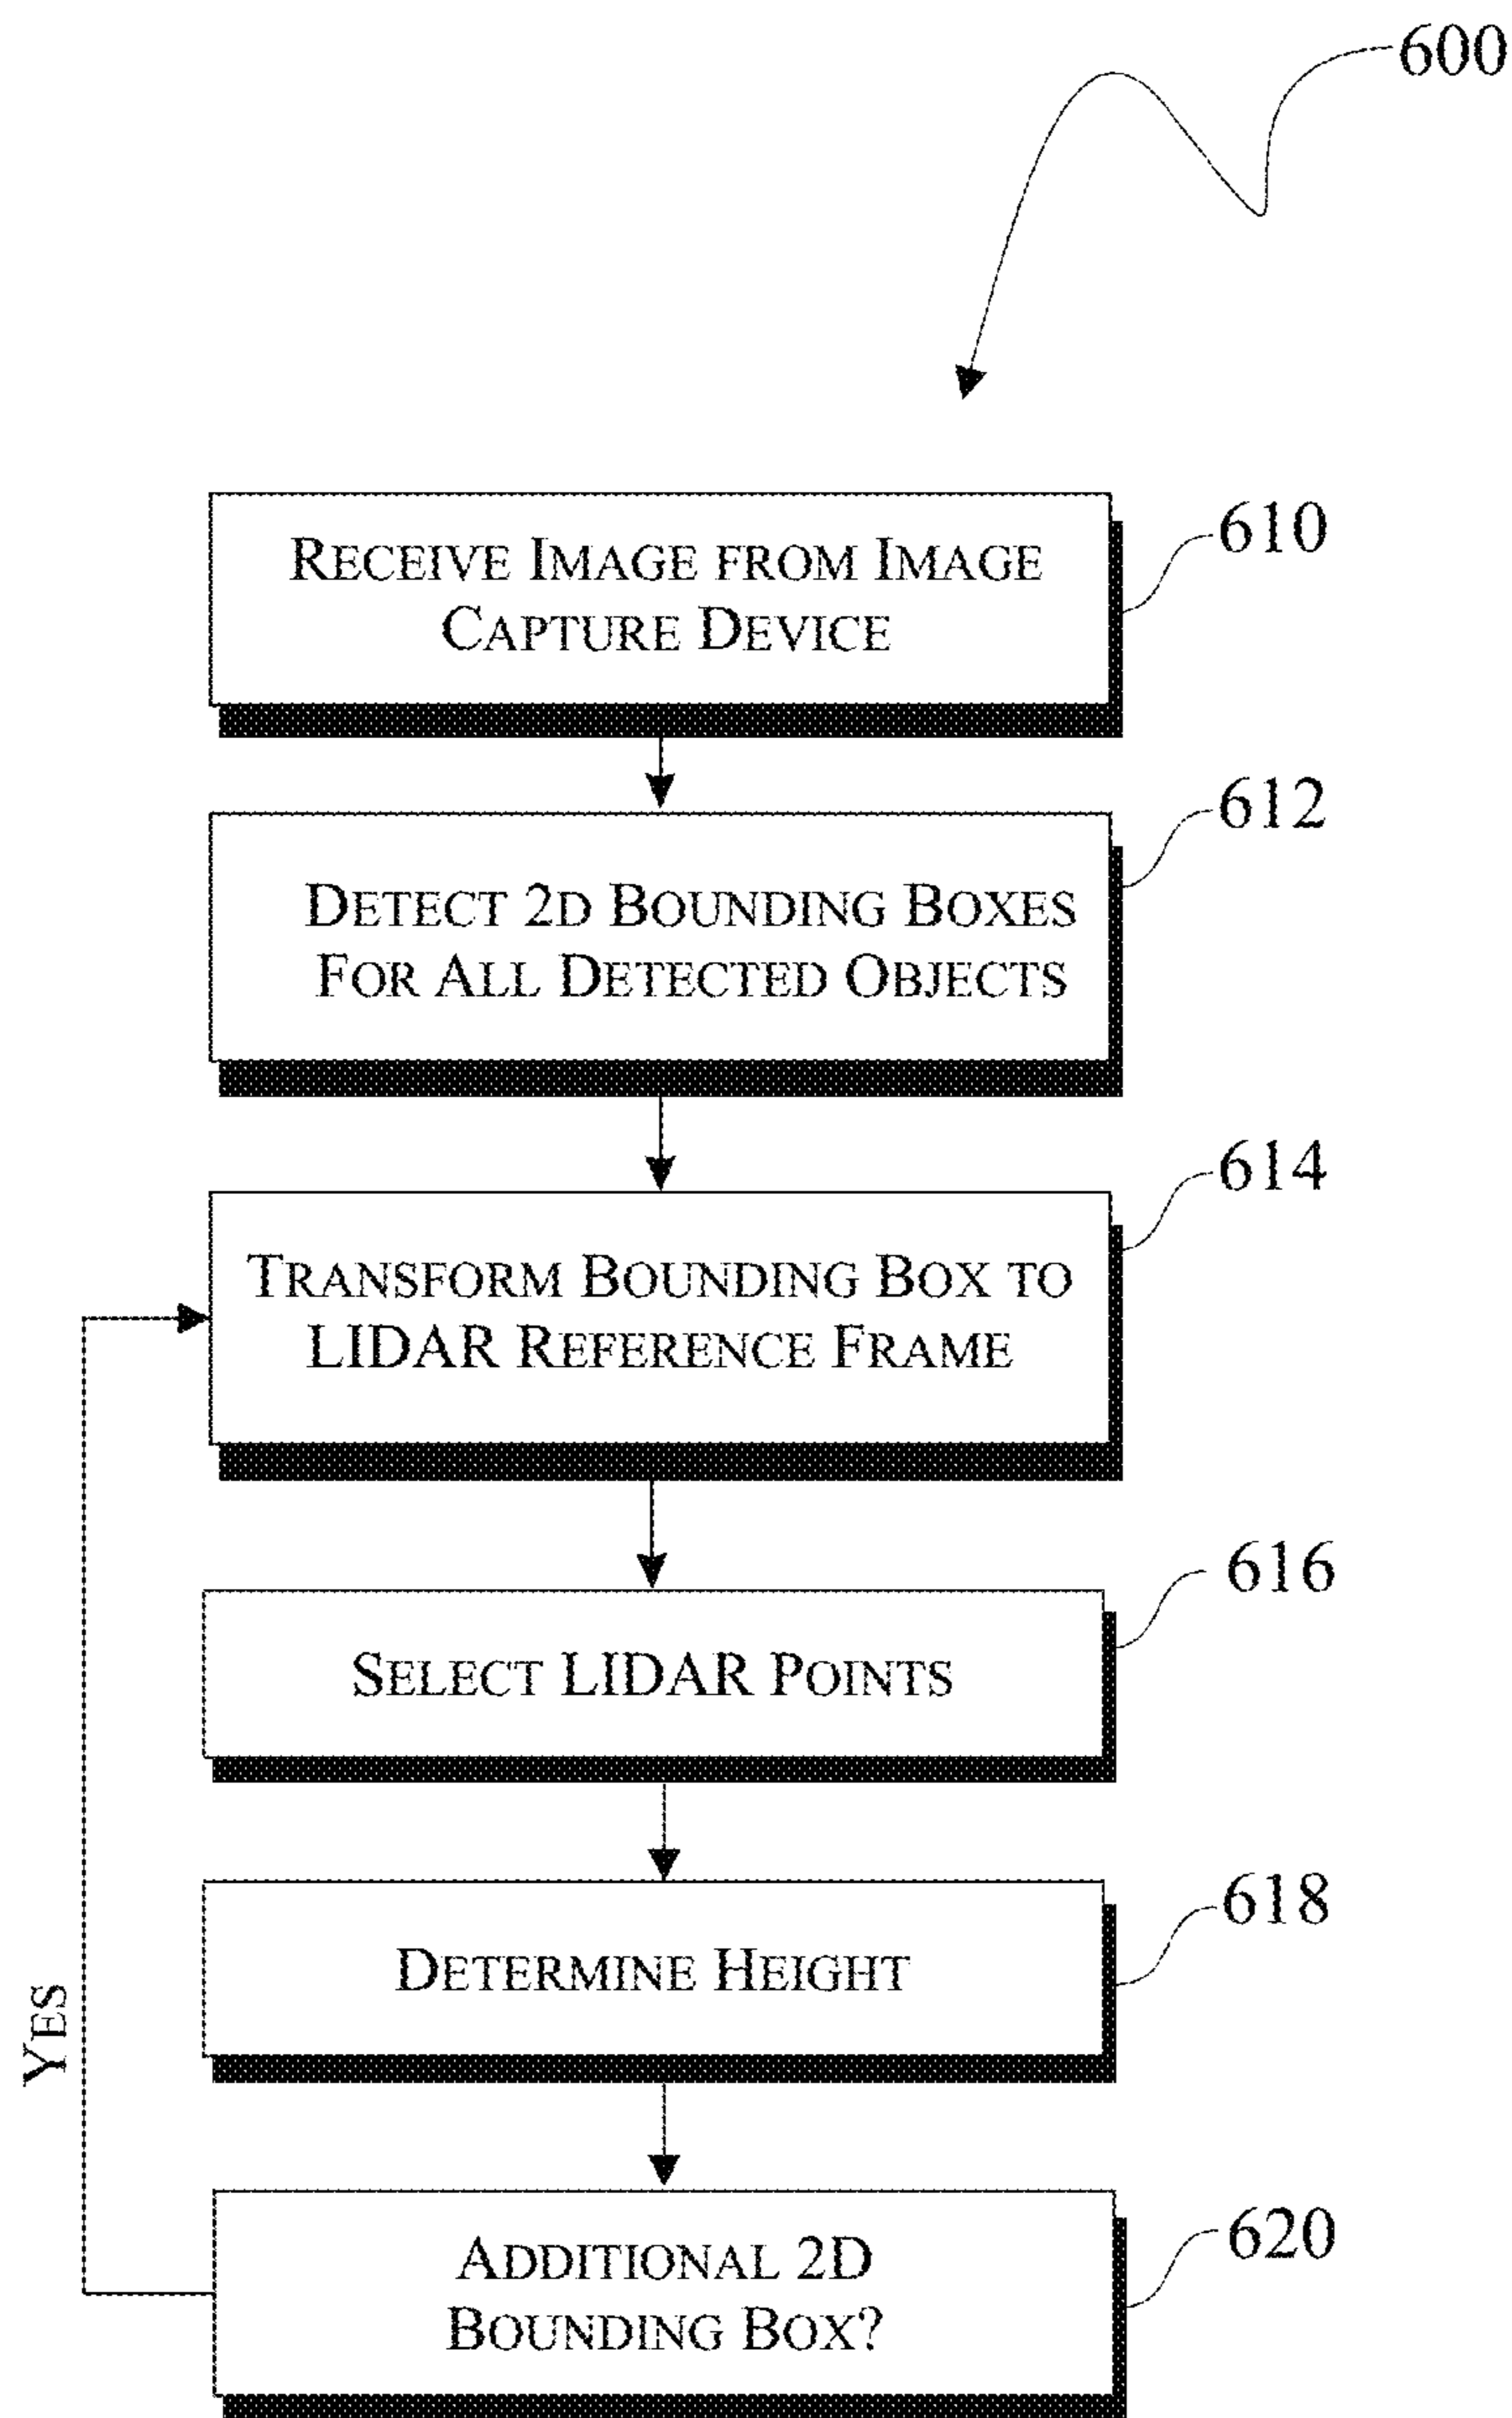 600
RECEIVE IMAGE FROM IMAGE
CAPTURE DEVICE
610
DETECT 2D BOUNDING BOXES
FOR ALL DETECTED OBJECTS
612
TRANSFORM BOUNDING BOX TO
LIDAR REFERENCE FRAME
614
SELECT LIDAR POINTS
616
DETERMINE HEIGHT
618
YES
ADDITIONAL 2D
BOUNDING BOX?
620